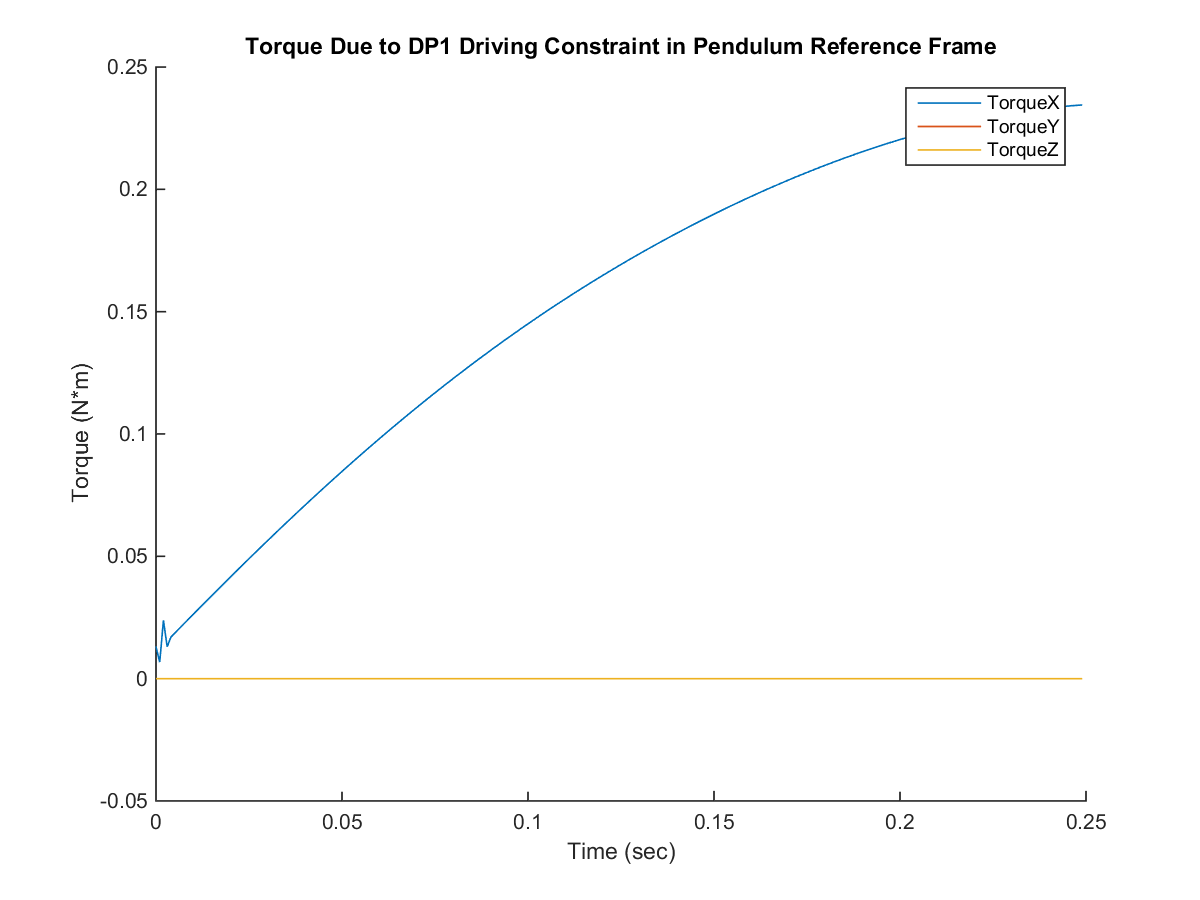 Torque Due to DP1 Driving Constraint in Pendulum Reference Frame
0.25
TorqueX
TorqueY
TorqueZ
0.2
0.15
0.1
0.05
0
-0.05
Torque (N*m)
0 0.05 0.1 0.15 0.2 0.25
Time (sec)